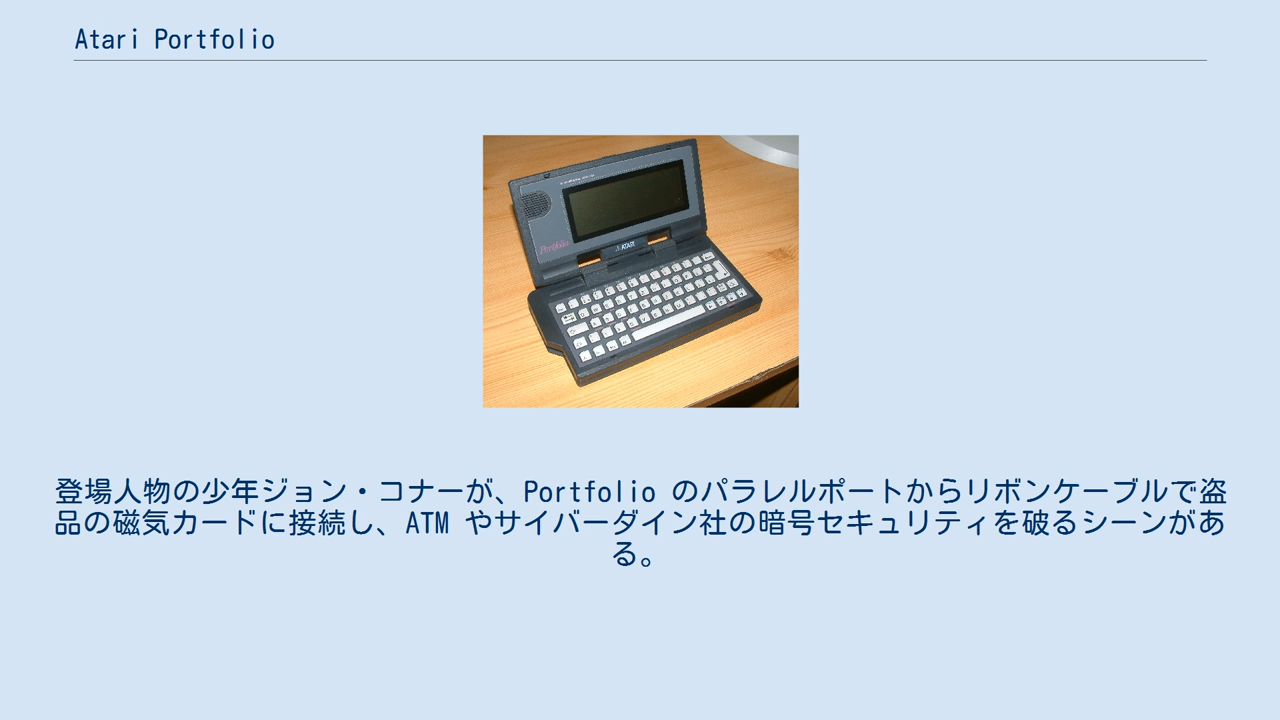 Atari Portfolio
Portfolio
ATARI
登場人物の少年ジョン・コナーが、Portfolio のパラレルポートからリボンケーブルで盗
品の磁気カードに接続し、ATM やサイバーダイン社の暗号セキュリティを破るシーンがあ
る。